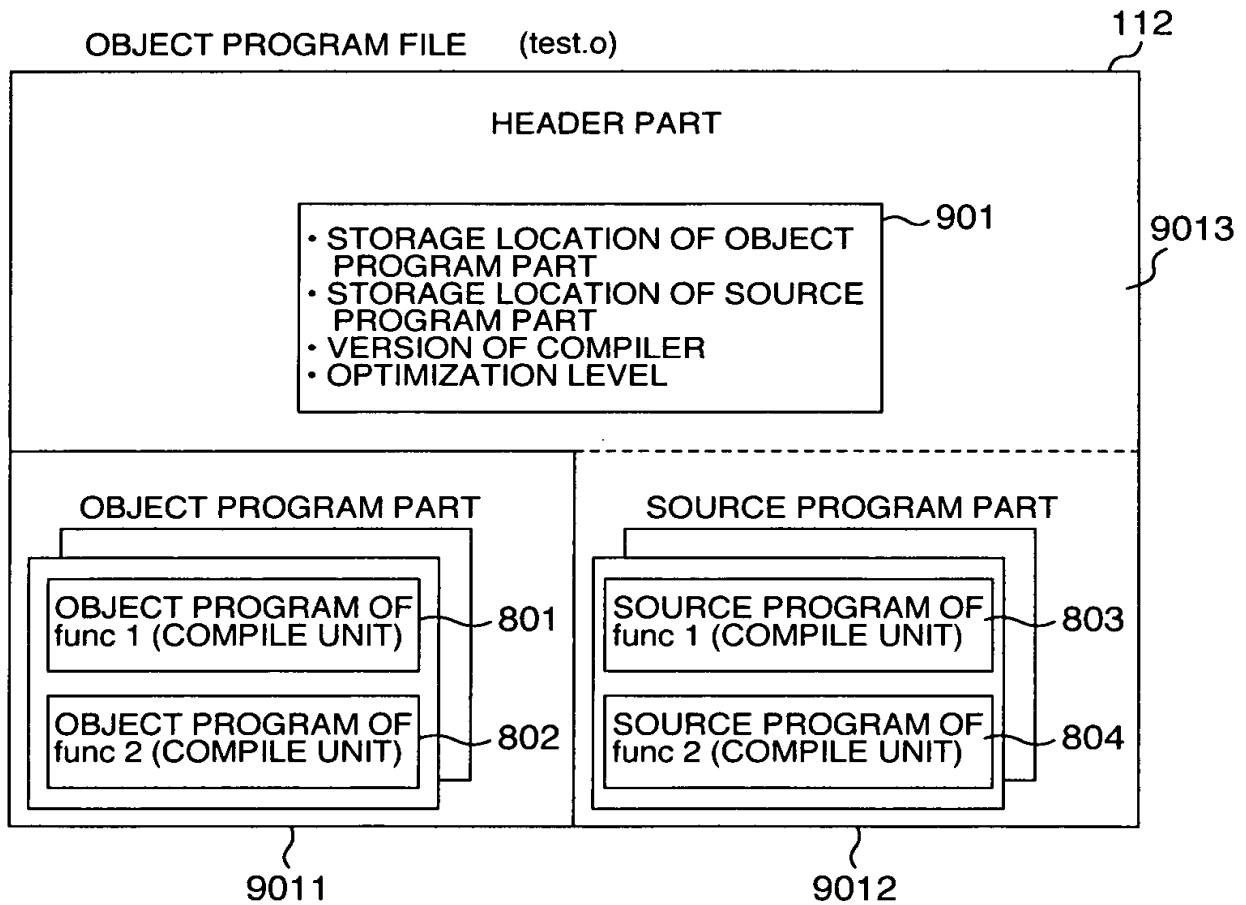 OBJECT PROGRAM FILE (test.o)
112
HEADER PART
901
9013
・STORAGE LOCATION OF OBJECT
PROGRAM PART
・STORAGE LOCATION OF SOURCE
PROGRAM PART
・VERSION OF COMPILER
・OPTIMIZATION LEVEL
OBJECT PROGRAM PART
OBJECT PROGRAM OF
func 1 (COMPILE UNIT)
801
OBJECT PROGRAM OF
func 2 (COMPILE UNIT)
802
SOURCE PROGRAM PART
SOURCE PROGRAM OF
func 1 (COMPILE UNIT)
803
SOURCE PROGRAM OF
func 2 (COMPILE UNIT)
804
9011
9012